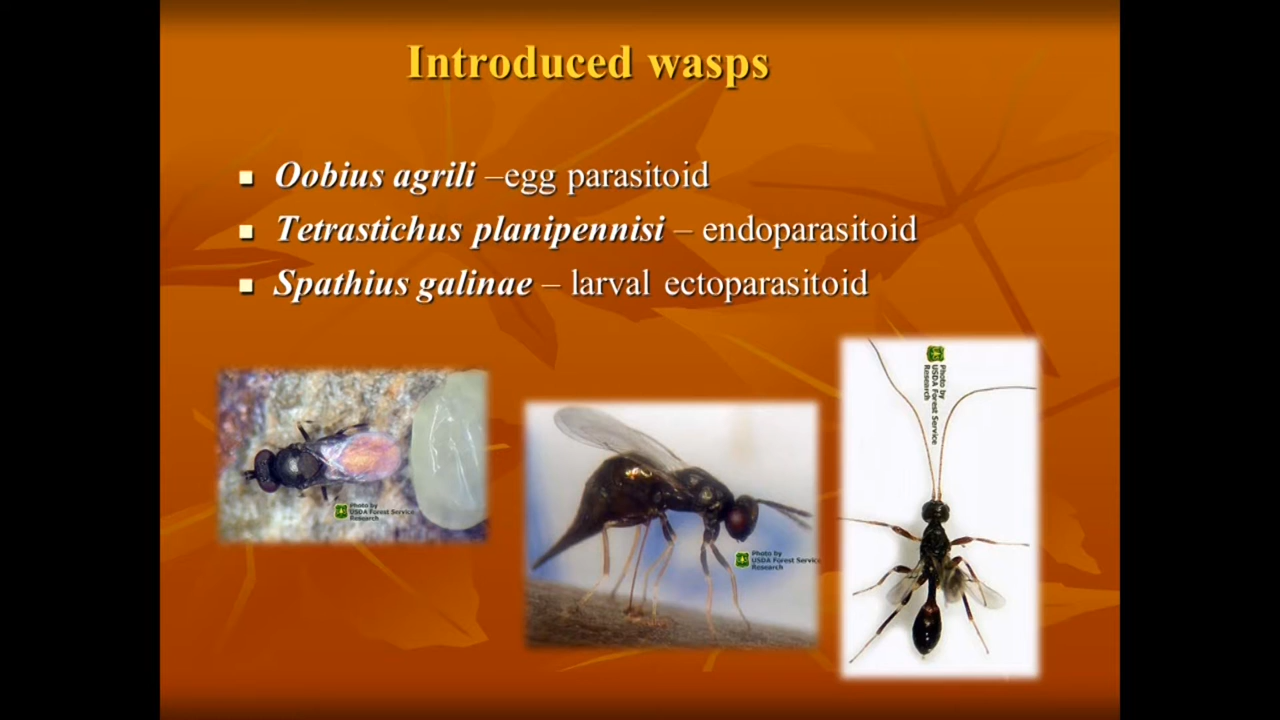 Introduced wasps
Oobius agrili –egg parasitoid
Tetrastichus planipennisi – endoparasitoid
Spathius galinae – larval ectoparasitoid
Photo by
USDA Forest Service
Research
Photo by
USDA Forest Service
Research
Photo by
USDA Forest Service
Research